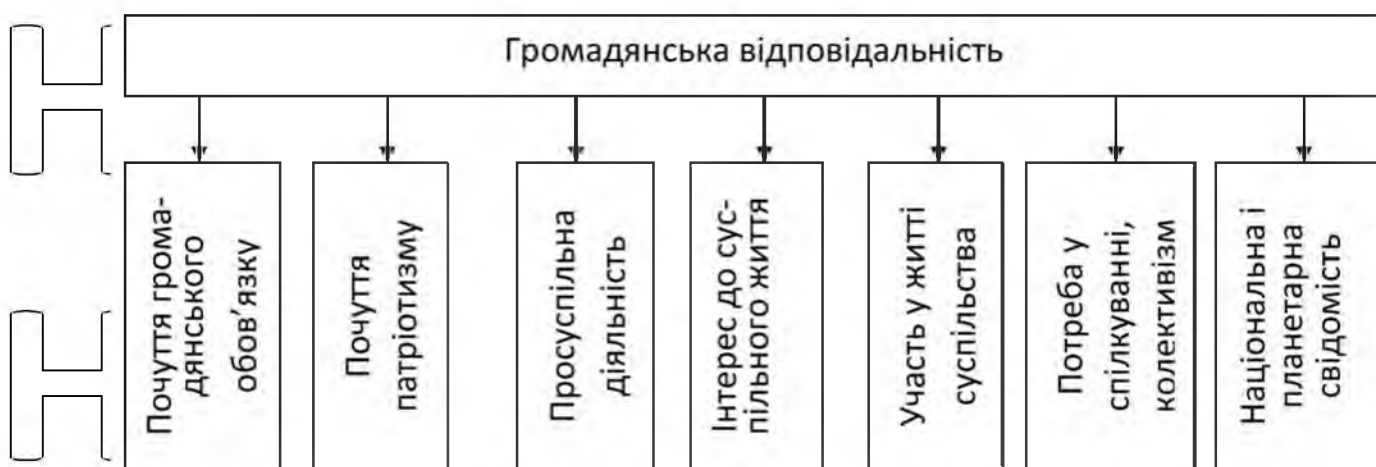 Громадянська відповідальність
Почуття грома-
дянського
обов’язку
Почуття
патріотизму
Просуспільна
діяльність
Інтерес до сус-
пільного життя
Участь у житті
суспільства
Потреба у
спілкуванні,
колективізм
Національна і
планетарна
свідомість